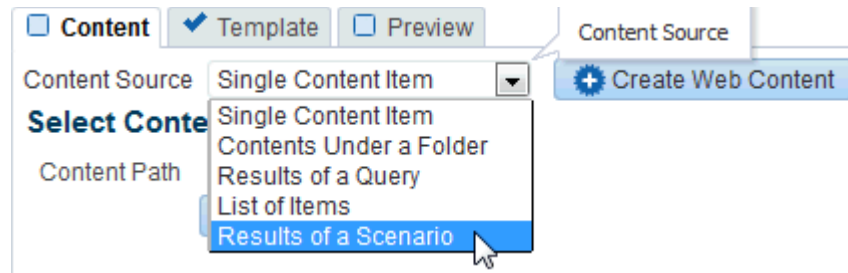 Content Template Preview Content Source
Content Source Single Content Item Create Web Content
Select Conte Single Content Item
Contents Under a Folder
Content Path Results of a Query
List of Items
Results of a Scenario